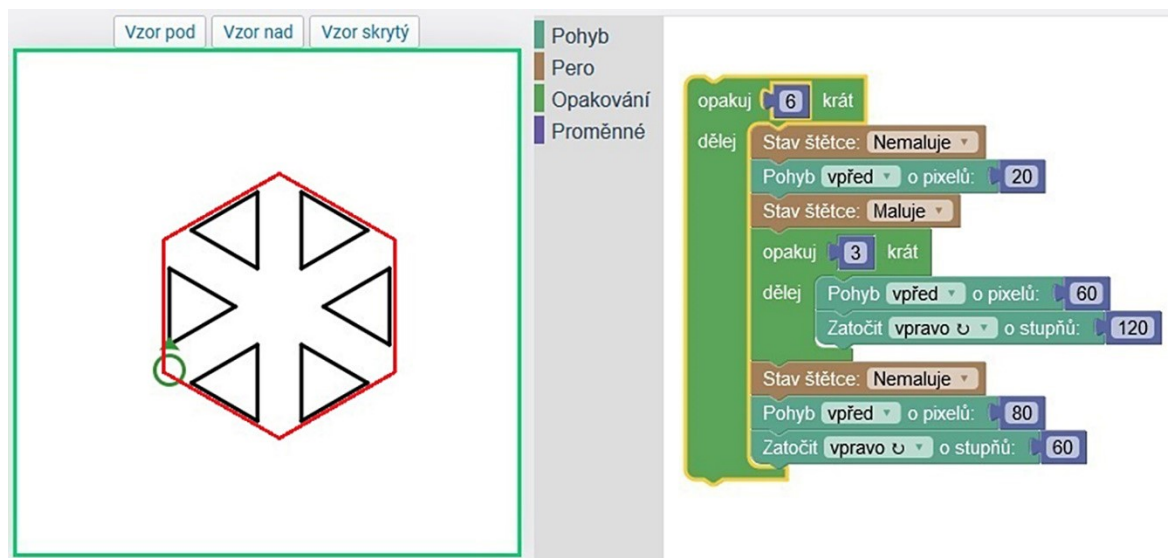 Vzor pod Vzor nad Vzor skrytý
Pohyb
Pero
Opakování
Proměnné
opakuj 6 krát
dělej Stav štětce: Nemaluje
Pohyb vpřed o pixelů: 20
Stav štětce: Maluje
opakuj 3 krát
dělej Pohyb vpřed o pixelů: 60
Zatočit vpravo ↻ o stupňů: 120
Stav štětce: Nemaluje
Pohyb vpřed o pixelů: 80
Zatočit vpravo ↻ o stupňů: 60